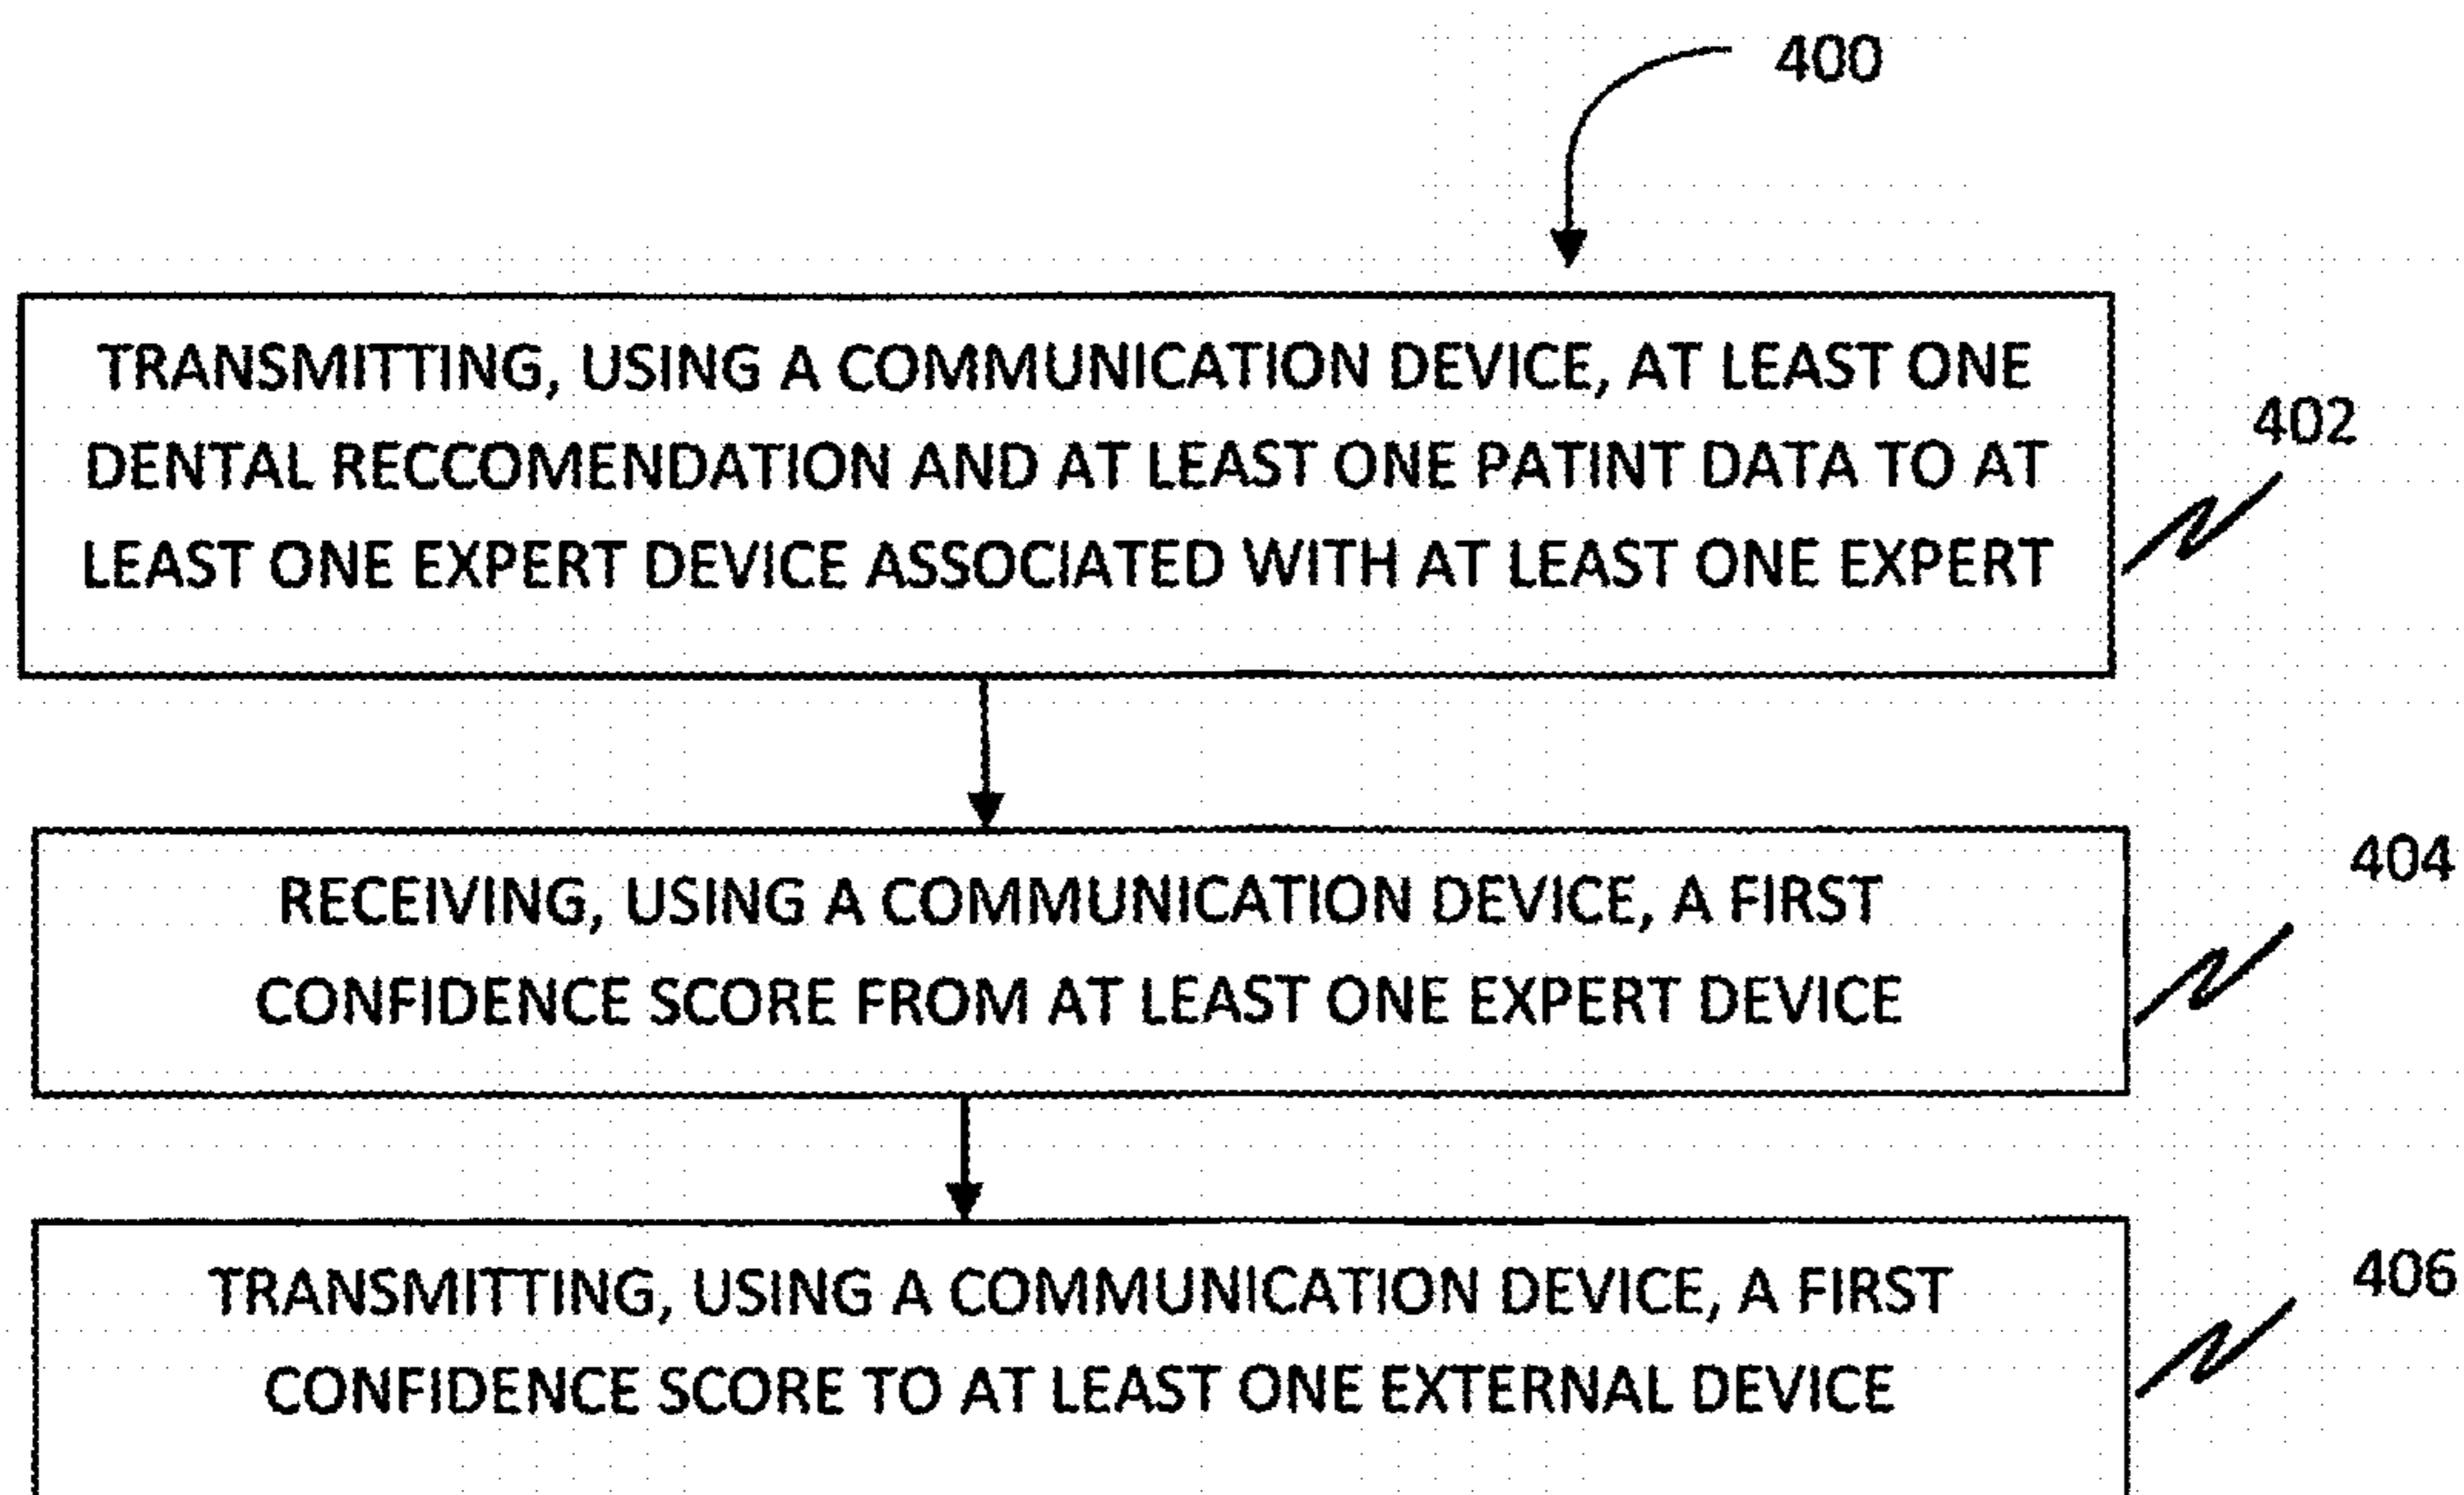 400
TRANSMITTING, USING A COMMUNICATION DEVICE, AT LEAST ONE
DENTAL RECCOMENDATION AND AT LEAST ONE PATINT DATA TO AT
LEAST ONE EXPERT DEVICE ASSOCIATED WITH AT LEAST ONE EXPERT
402
RECEIVING, USING A COMMUNICATION DEVICE, A FIRST
CONFIDENCE SCORE FROM AT LEAST ONE EXPERT DEVICE
404
TRANSMITTING, USING A COMMUNICATION DEVICE, A FIRST
CONFIDENCE SCORE TO AT LEAST ONE EXTERNAL DEVICE
406